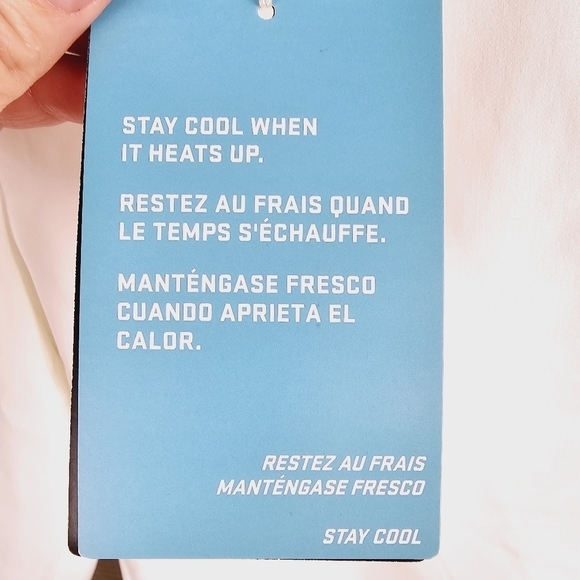 STAY COOL WHEN
IT HEATS UP.
RESTEZ AU FRAIS QUAND
LE TEMPS S'ÉCHAUFFE.
MANTÉNGASE FRESCO
CUANDO APRIETA EL
CALOR.
RESTEZ AU FRAIS
MANTÉNGASE FRESCO
STAY COOL